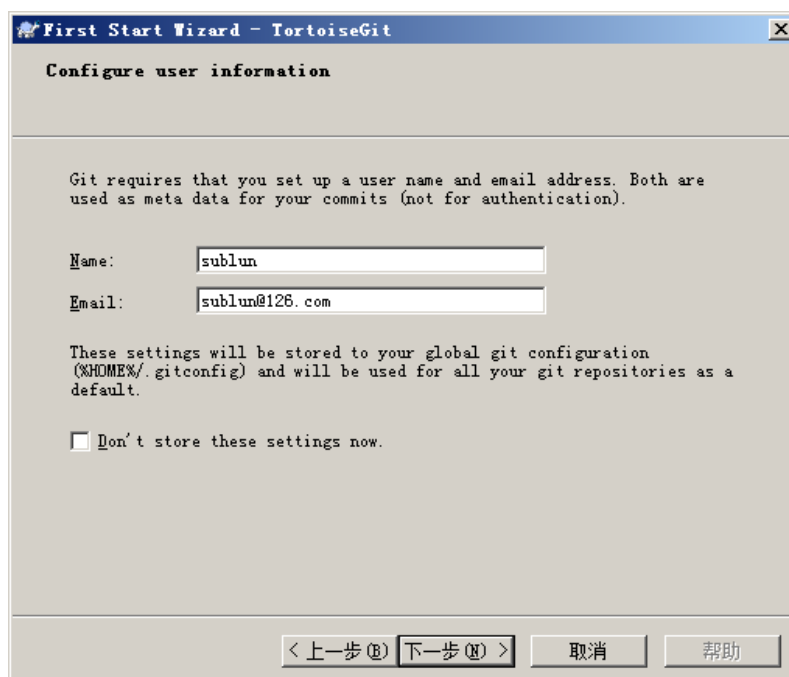 First Start Wizard - TortoiseGit
Configure user information
Git requires that you set up a user name and email address. Both are
used as meta data for your commits (not for authentication).
Name: sublun
Email: sublun@126.com
These settings will be stored to your global git configuration
(%HOME%/.gitconfig) and will be used for all your git repositories as a
default.
Don't store these settings now.
< 上一步(B) 下一步(N) > 取消 帮助